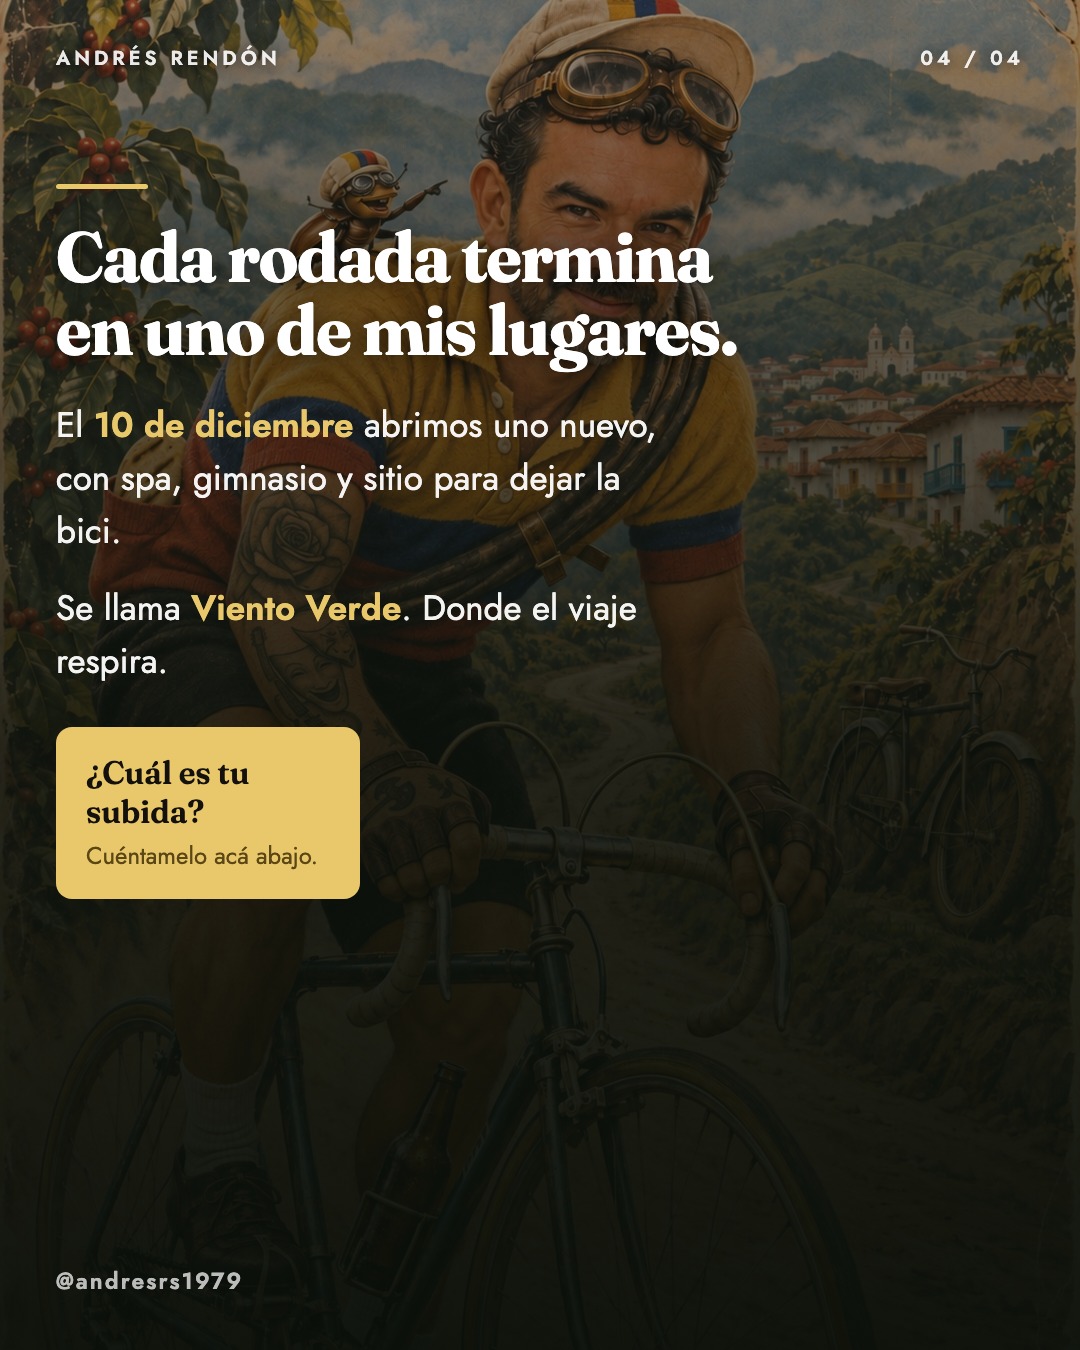 ANDRÉS RENDÓN
04 / 04
Cada rodada termina
en uno de mis lugares.
El 10 de diciembre abrimos uno nuevo,
con spa, gimnasio y sitio para dejar la
bici.
Se llama Viento Verde. Donde el viaje
respira.
¿Cuál es tu
subida?
Cuéntamelo acá abajo.
@andresrs1979